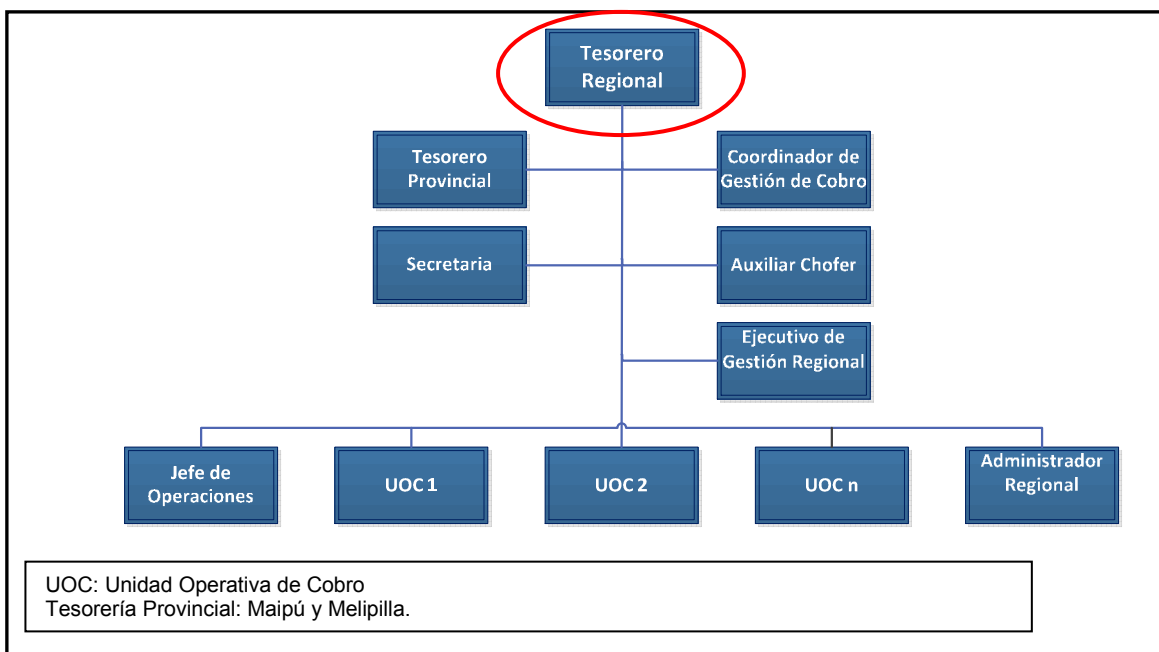 Tesorero
Regional
Tesorero
Provincial
Coordinador de
Gestión de Cobro
Secretaria
Auxiliar Chofer
Ejecutivo de
Gestión Regional
Jefe de
Operaciones
UOC 1
UOC 2
UOC n
Administrador
Regional
UOC: Unidad Operativa de Cobro
Tesorería Provincial: Maipú y Melipilla.